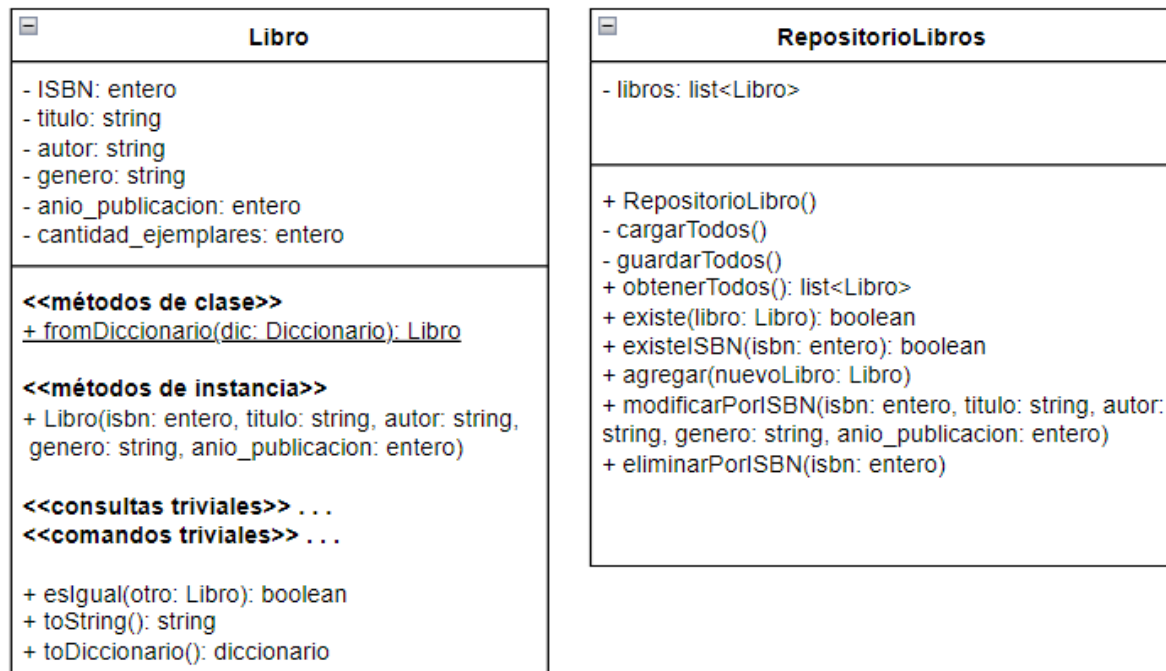 Libro
- ISBN: entero
- titulo: string
- autor: string
- genero: string
- anio_publicacion: entero
- cantidad_ejemplares: entero
<<métodos de clase>>
+ fromDiccionario(dic: Diccionario): Libro
<<métodos de instancia>>
+ Libro(isbn: entero, titulo: string, autor: string,
genero: string, anio_publicacion: entero)
<<consultas triviales>> . . .
<<comandos triviales>> . . .
+ esIgual(otro: Libro): boolean
+ toString(): string
+ toDiccionario(): diccionario
RepositorioLibros
- libros: list<Libro>
+ RepositorioLibro()
- cargarTodos()
- guardarTodos()
+ obtenerTodos(): list<Libro>
+ existe(libro: Libro): boolean
+ existeISBN(isbn: entero): boolean
+ agregar(nuevoLibro: Libro)
+ modificarPorISBN(isbn: entero, titulo: string, autor:
string, genero: string, anio_publicacion: entero)
+ eliminarPorISBN(isbn: entero)